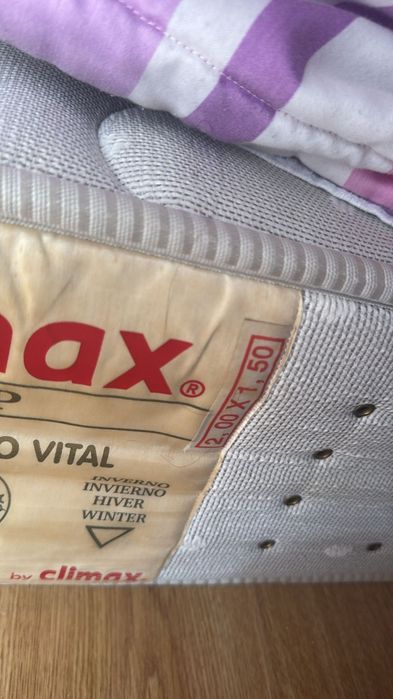 max®
2,00 X 1,50
O VITAL
INVERNO
INVIERNO
HIVER
WINTER
by climax